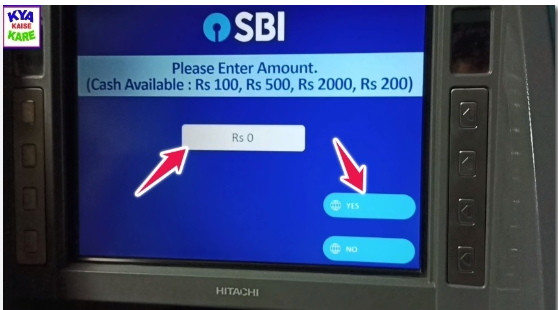 KYA
KAISE
KARE
SBI
Please Enter Amount.
(Cash Available : Rs 100, Rs 500, Rs 2000, Rs 200)
Rs 0
YES
NO
HITACHI